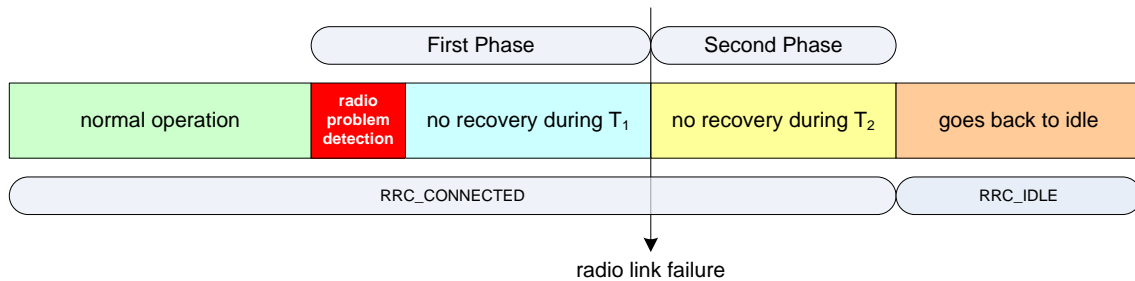 First Phase
Second Phase
normal operation
radio
problem
detection
no recovery during T₁
no recovery during T₂
goes back to idle
RRC_CONNECTED
RRC_IDLE
radio link failure